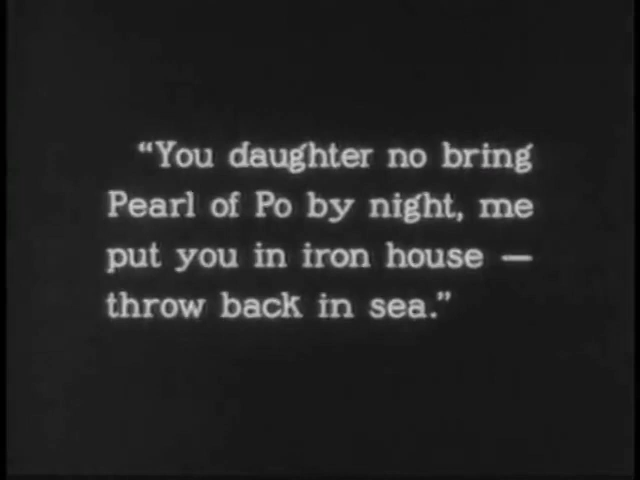 “You daughter no bring
Pearl of Po by night, me
put you in iron house —
throw back in sea.”